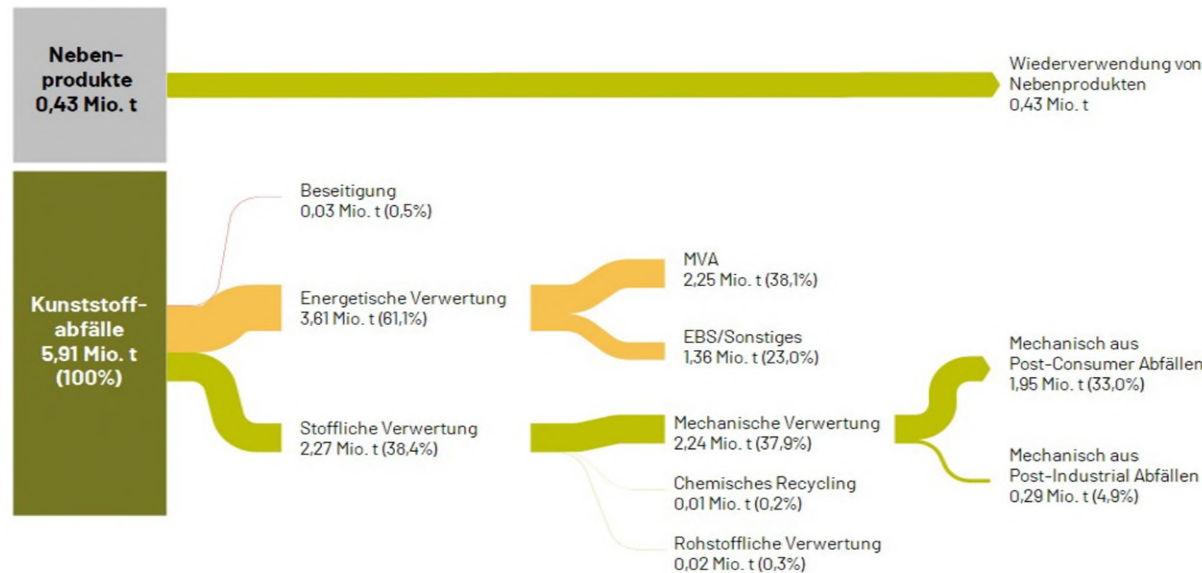 Neben-
produkte
0,43 Mio. t
Wiederverwendung von
Nebenprodukten
0,43 Mio. t
Kunststoff-
abfälle
5,91 Mio. t
(100%)
Beseitigung
0,03 Mio. t (0,5%)
Energetische Verwertung
3,61 Mio. t (61,1%)
MVA
2,25 Mio. t (38,1%)
EBS/Sonstiges
1,36 Mio. t (23,0%)
Stoffliche Verwertung
2,27 Mio. t (38,4%)
Mechanische Verwertung
2,24 Mio. t (37,9%)
Chemisches Recycling
0,01 Mio. t (0,2%)
Rohstoffliche Verwertung
0,02 Mio. t (0,3%)
Mechanisch aus
Post-Consumer Abfällen
1,95 Mio. t (33,0%)
Mechanisch aus
Post-Industrial Abfällen
0,29 Mio. t (4,9%)